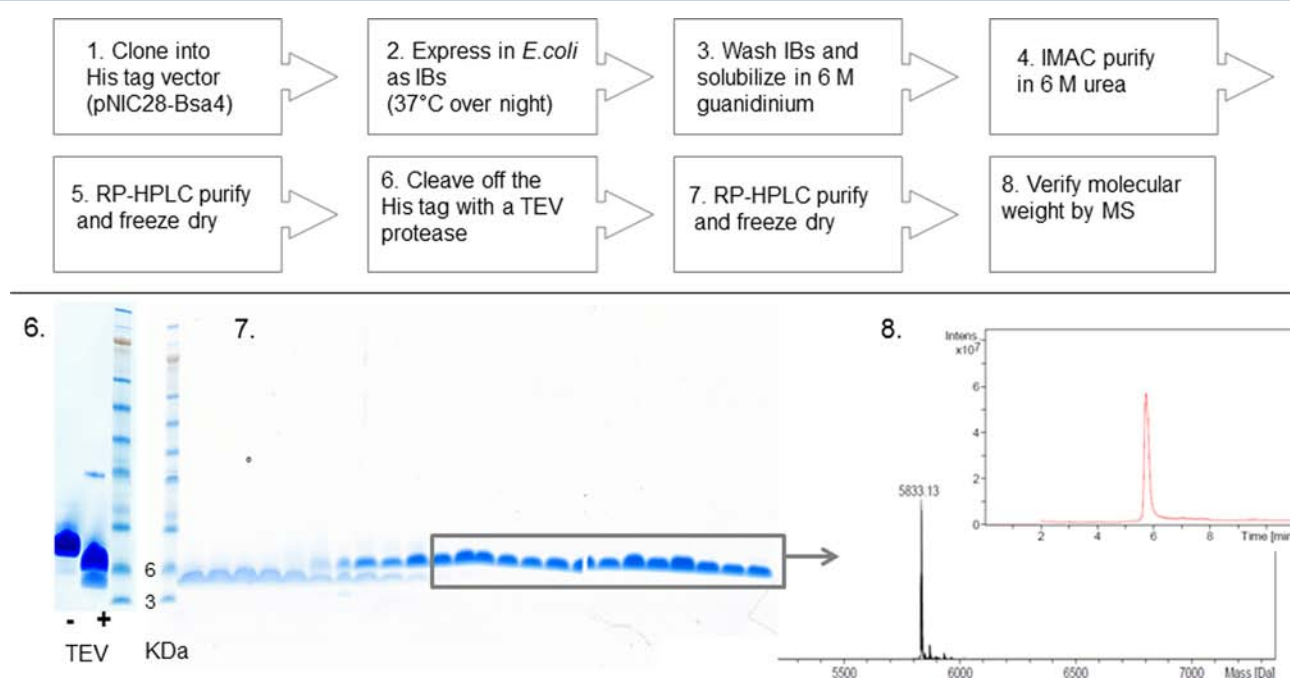 1. Clone into
His tag vector
(pNIC28-Bsa4)
2. Express in E.coli
as IBs
(37°C over night)
3. Wash IBs and
solubilize in 6 M
guanidinium
4. IMAC purify
in 6 M urea
5. RP-HPLC purify
and freeze dry
6. Cleave off the
His tag with a TEV
protease
7. RP-HPLC purify
and freeze dry
8. Verify molecular
weight by MS
6.
7.
8.
Intens.
x10⁷
6
4
2
0
2 4 6 8
Time [min
5833.13
6
3
- +
TEV
KDa
5500 6000 6500 7000 Mass [Da]